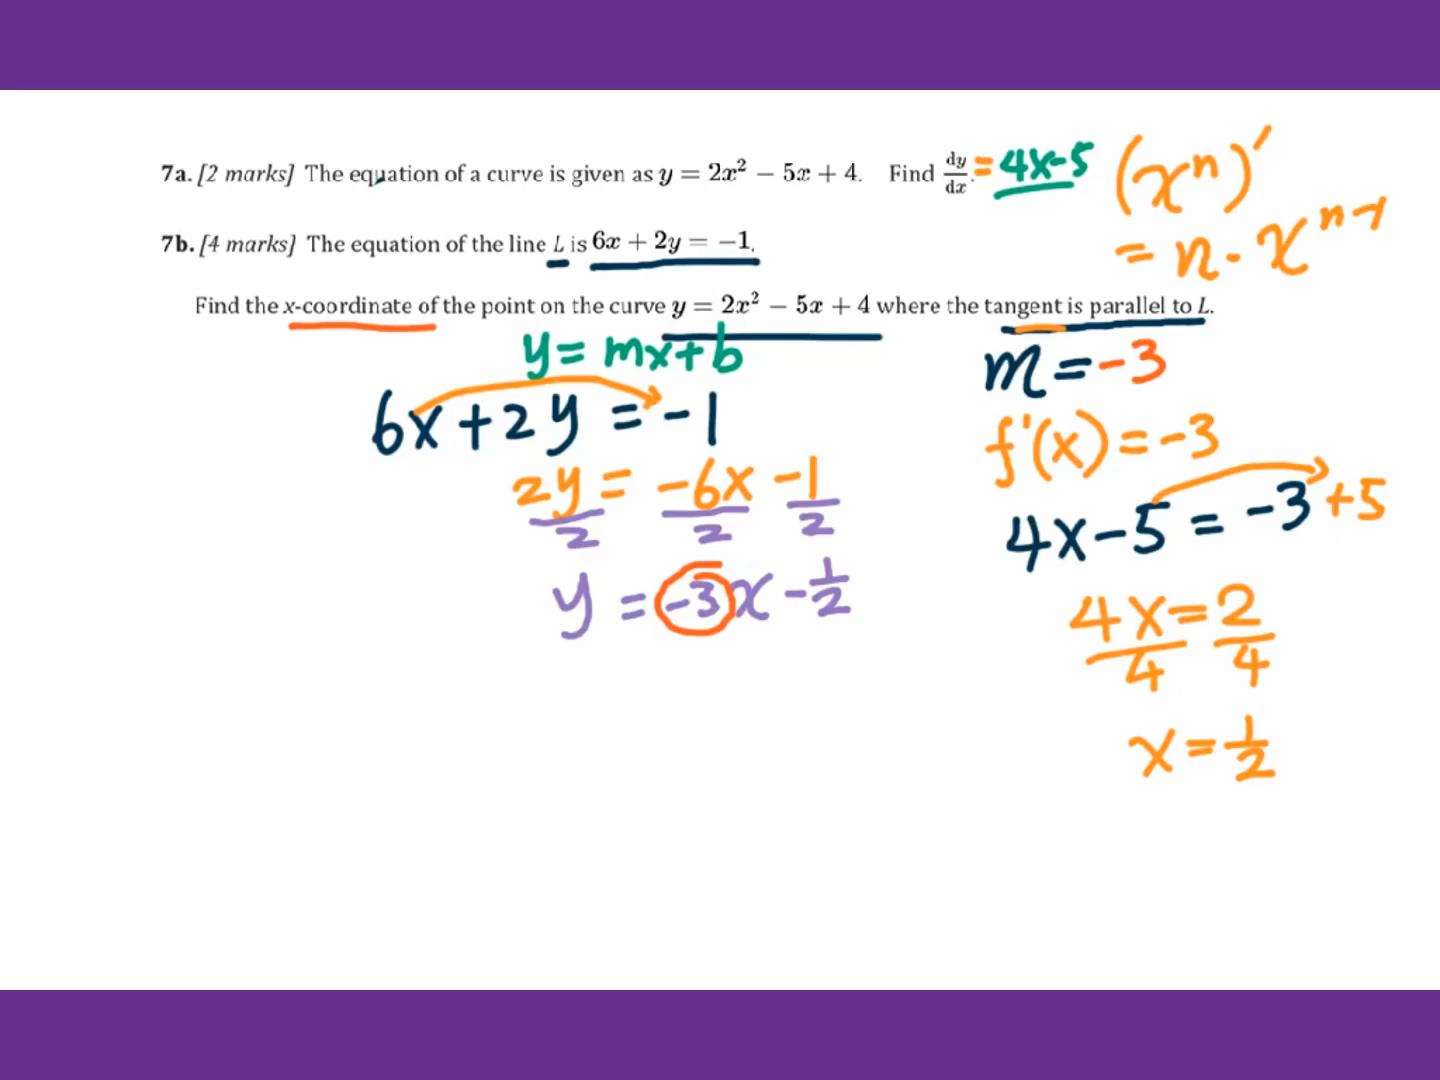 7a. [2 marks] The equation of a curve is given as y = 2x² − 5x + 4. Find dy/dx. = 4x-5
(xⁿ)′
= n · xⁿ⁻¹
7b. [4 marks] The equation of the line L is 6x + 2y = −1.
Find the x-coordinate of the point on the curve y = 2x² − 5x + 4 where the tangent is parallel to L.
y = mx+b
6x+2y = -1
2y/2 = -6x/2 -1/2
y = -3x - 1/2
m = -3
f'(x) = -3
4x-5 = -3+5
4x/4 = 2/4
x = 1/2